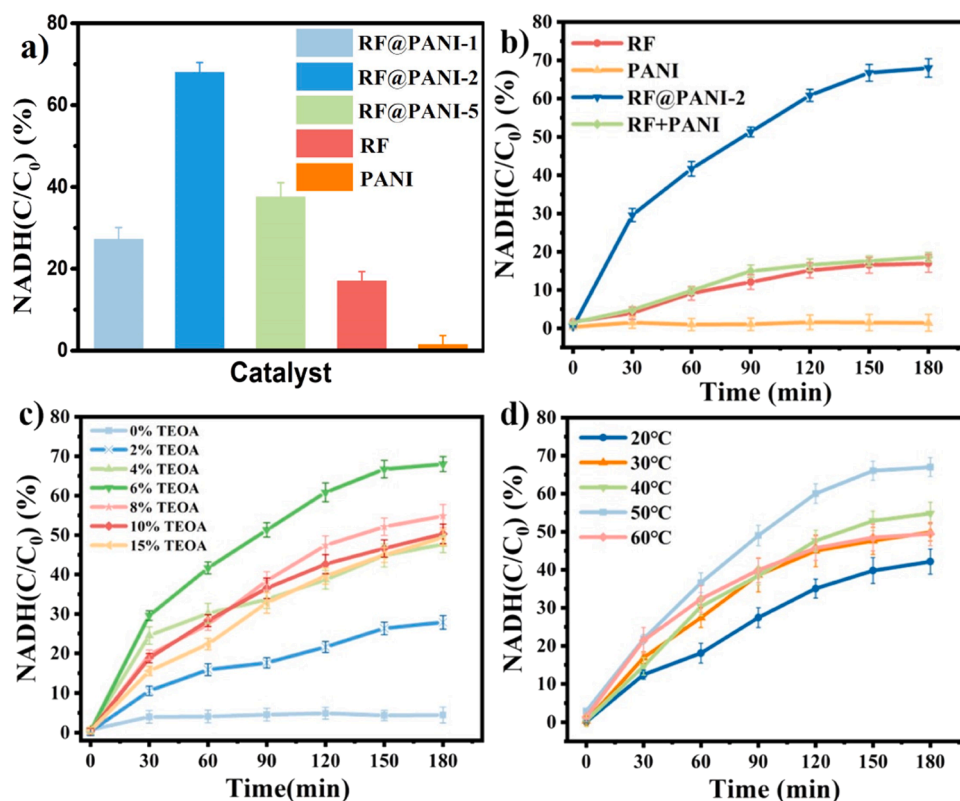 a)
NADH(C/C0) (%)
80
60
40
20
0
RF@PANI-1
RF@PANI-2
RF@PANI-5
RF
PANI
Catalyst
b)
NADH(C/C0) (%)
80
70
60
50
40
30
20
10
0
RF
PANI
RF@PANI-2
RF+PANI
0 30 60 90 120 150 180
Time (min)
c)
NADH(C/C0) (%)
80
70
60
50
40
30
20
10
0
0% TEOA
2% TEOA
4% TEOA
6% TEOA
8% TEOA
10% TEOA
15% TEOA
0 30 60 90 120 150 180
Time(min)
d)
NADH(C/C0) (%)
80
70
60
50
40
30
20
10
0
20°C
30°C
40°C
50°C
60°C
0 30 60 90 120 150 180
Time (min)